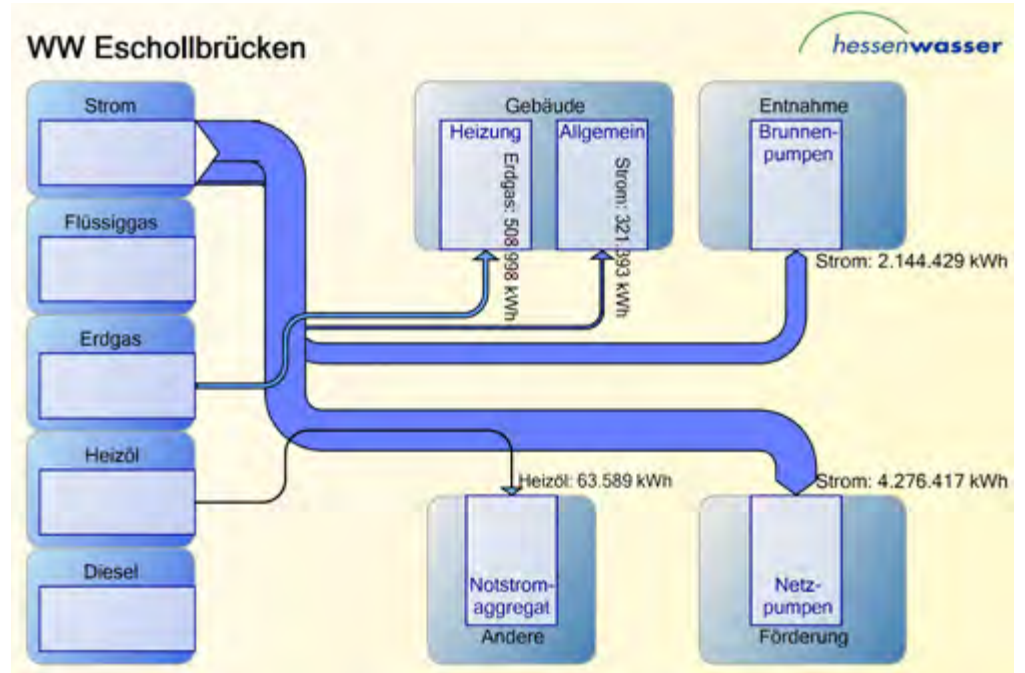 WW Eschollbrücken
hessenwasser
Strom
Flüssiggas
Erdgas
Heizöl
Diesel
Gebäude
Heizung
Erdgas: 508.998 kWh
Allgemein
Strom: 321.393 kWh
Entnahme
Brunnen-
pumpen
Strom: 2.144.429 kWh
Heizöl: 63.589 kWh
Notstrom-
aggregat
Andere
Strom: 4.276.417 kWh
Netz-
pumpen
Förderung